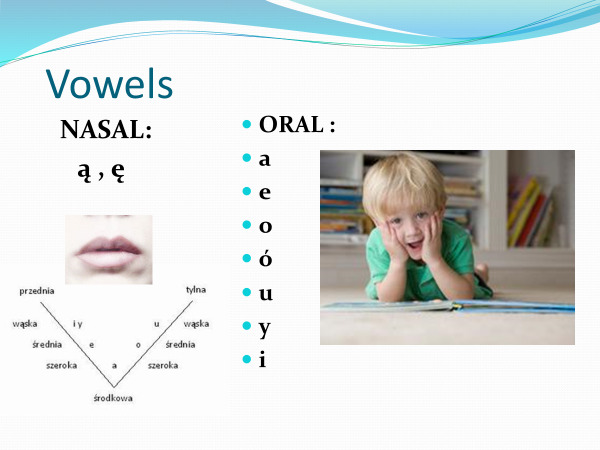 Vowels
NASAL:
ą , ę
przednia
tylna
wąska
i y
u
wąska
średnia
e
o
średnia
szeroka
a
szeroka
środkowa
ORAL :
a
e
o
ó
u
y
i